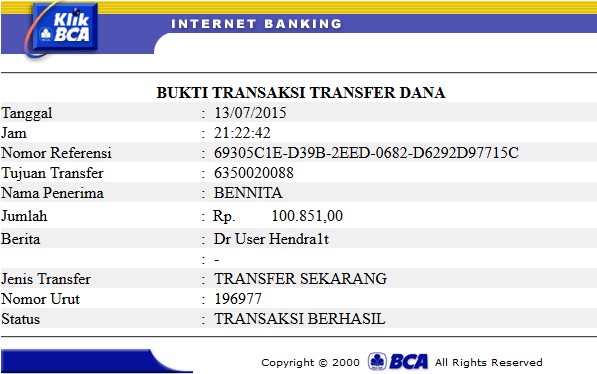 Klik BCA
INTERNET BANKING
BUKTI TRANSAKSI TRANSFER DANA
Tanggal : 13/07/2015
Jam : 21:22:42
Nomor Referensi : 69305C1E-D39B-2EED-0682-D6292D97715C
Tujuan Transfer : 6350020088
Nama Penerima : BENNITA
Jumlah : Rp. 100.851,00
Berita : Dr User Hendra1t
: -
Jenis Transfer : TRANSFER SEKARANG
Nomor Urut : 196977
Status : TRANSAKSI BERHASIL
Copyright © 2000 BCA All Rights Reserved